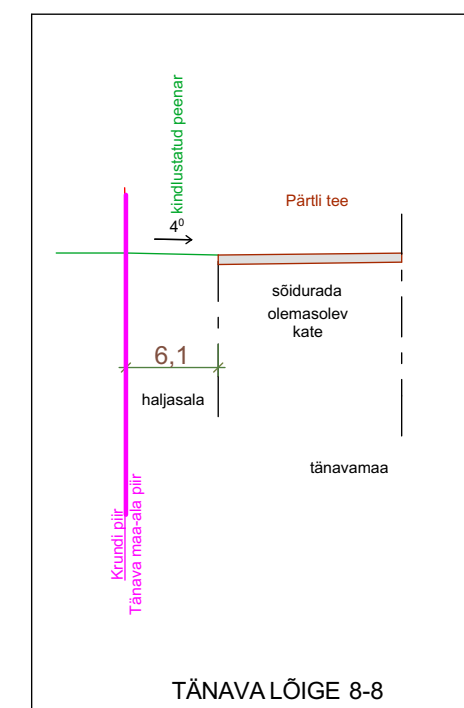 kindlustatud peenar
4⁰
Pärtli tee
sõidurada
olemasolev
kate
6,1
haljasala
tänavamaa
Krundi piir
Tänava maa-ala piir
TÄNAVA LÕIGE 8-8